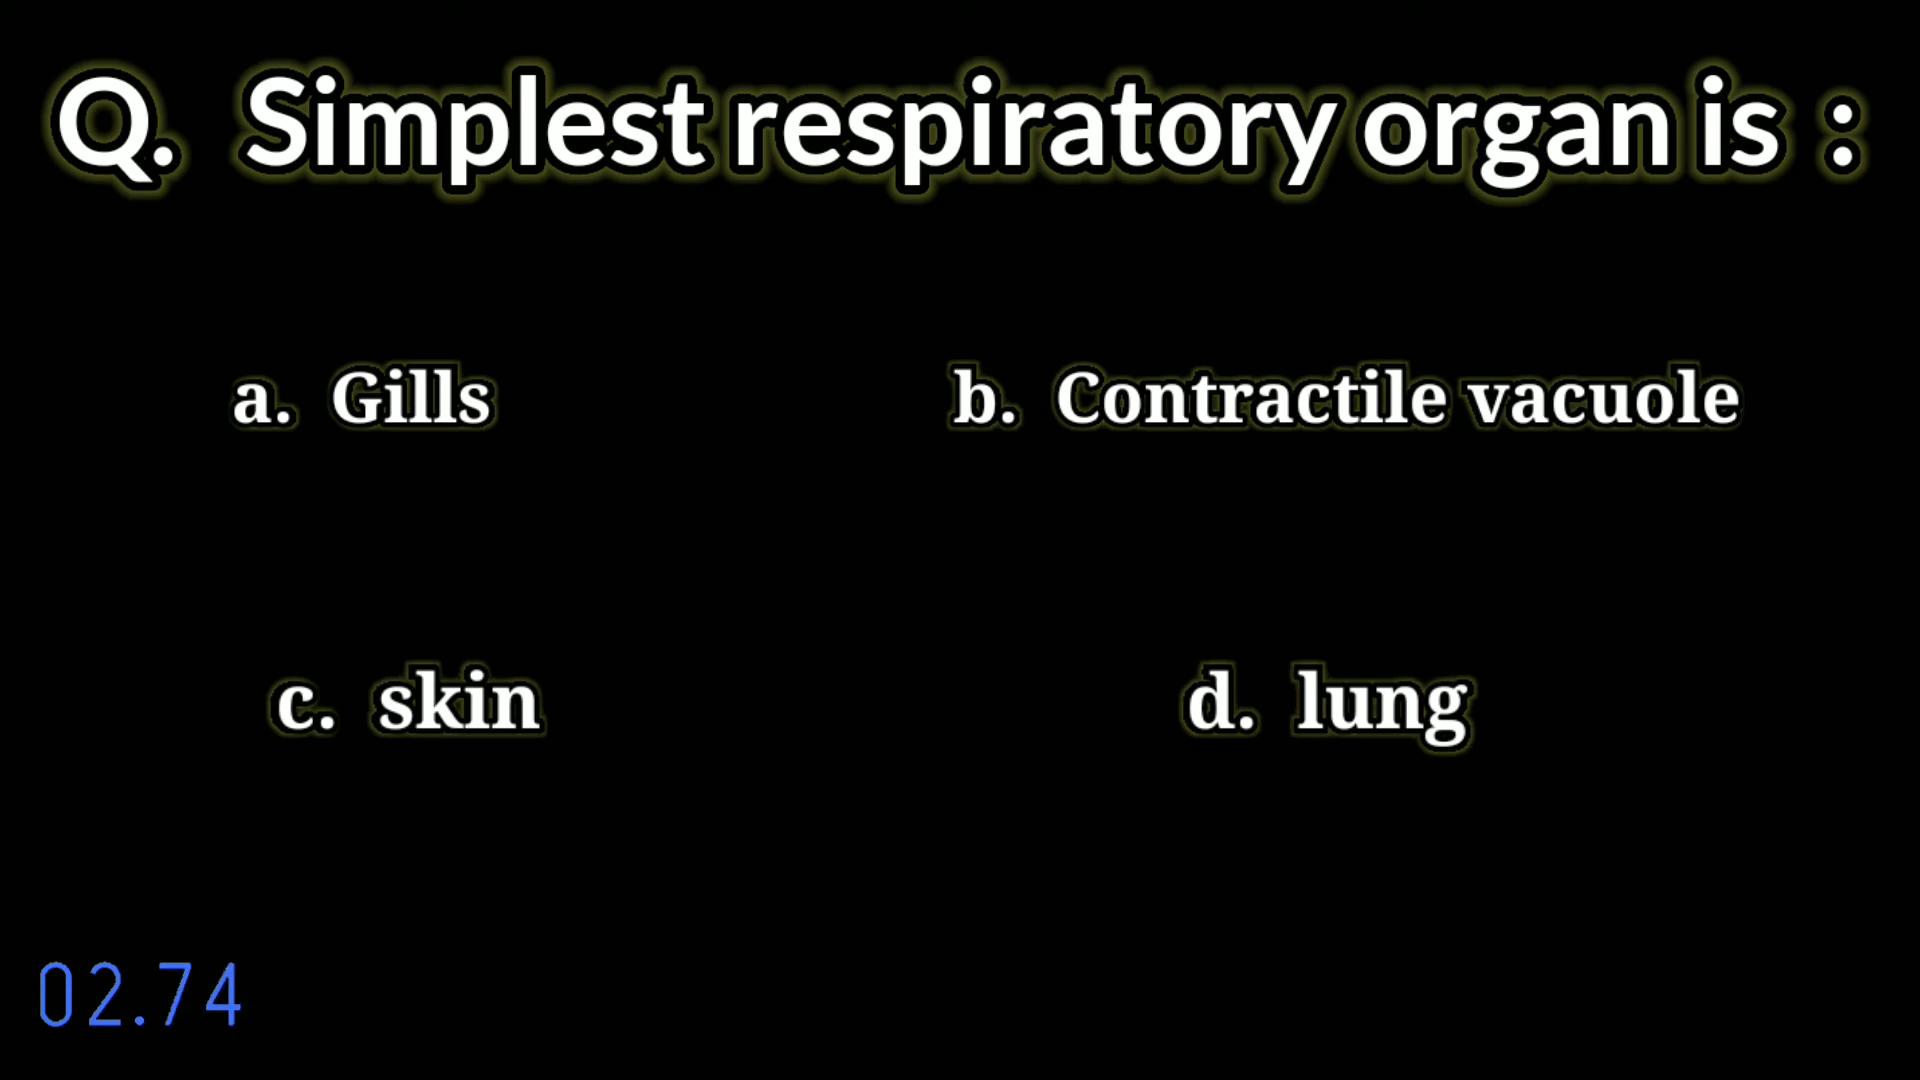 Q. Simplest respiratory organ is :
a. Gills
b. Contractile vacuole
c. skin
d. lung
02.74